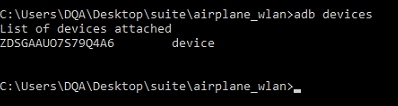 C:\Users\DQA\Desktop\suite\airplane_wlan>adb devices
List of devices attached
ZDSGAAUO7S79Q4A6        device
C:\Users\DQA\Desktop\suite\airplane_wlan>